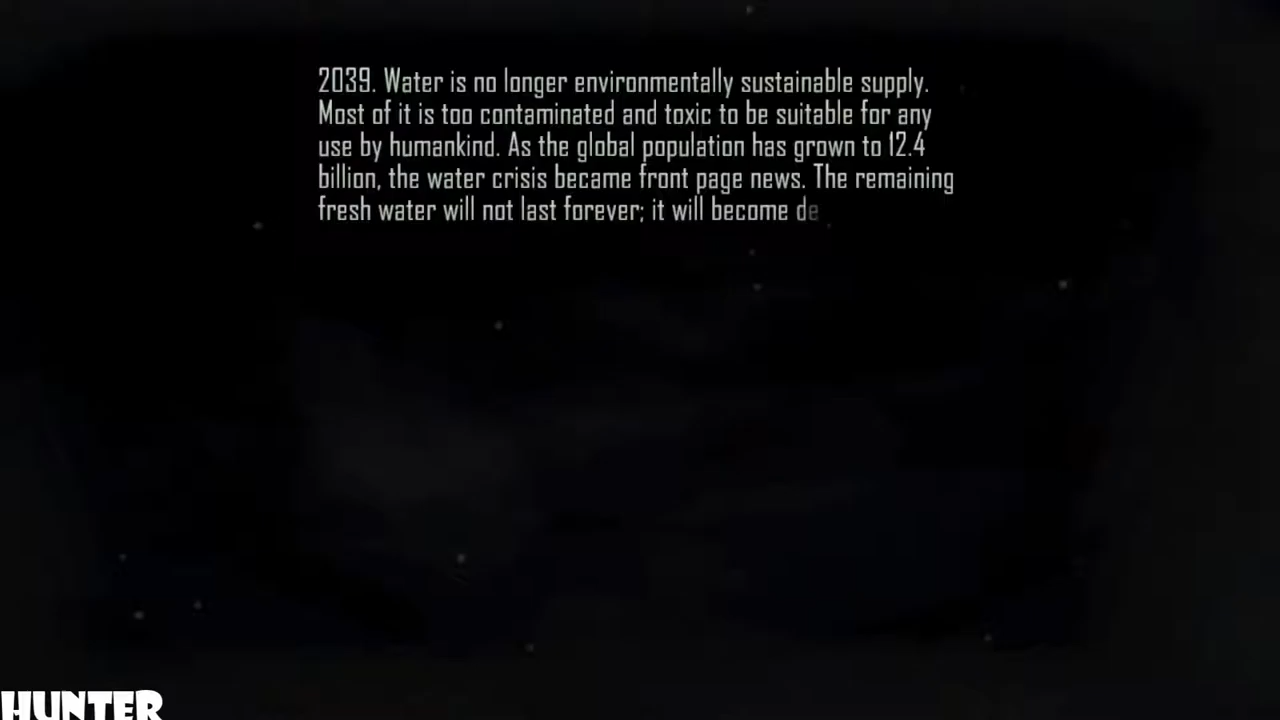 2039. Water is no longer environmentally sustainable supply.
Most of it is too contaminated and toxic to be suitable for any
use by humankind. As the global population has grown to 12.4
billion, the water crisis became front page news. The remaining
fresh water will not last forever; it will become de
HUNTER